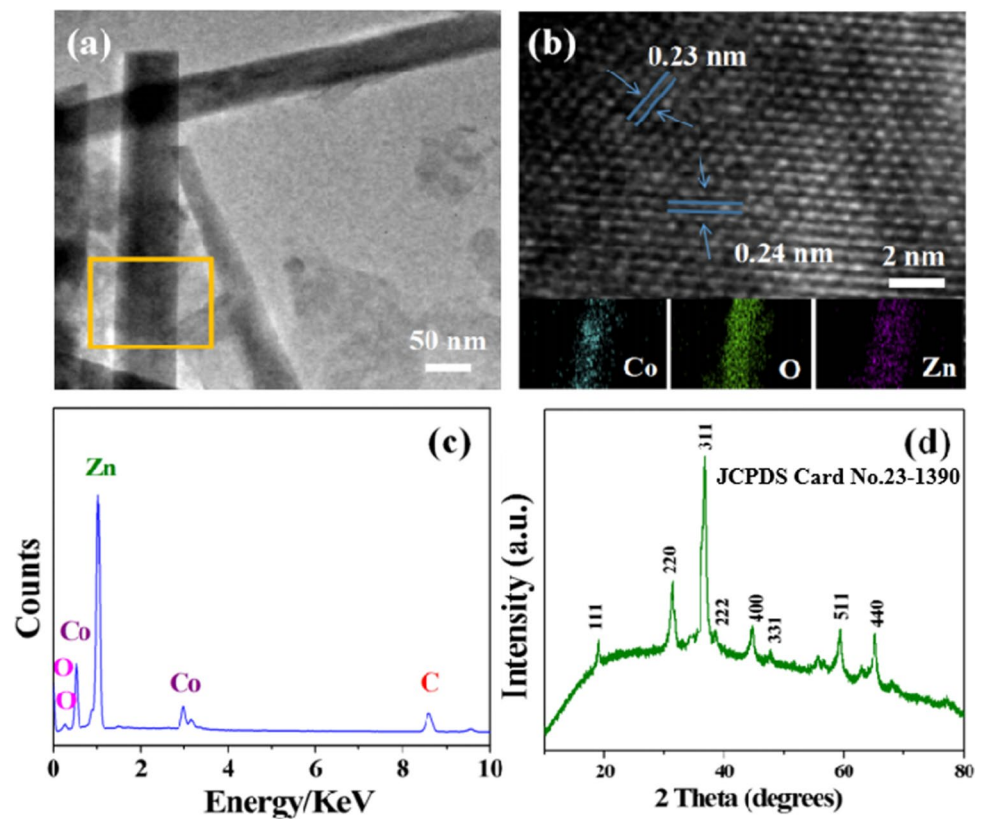 (a)
50 nm
(b)
0.23 nm
0.24 nm
2 nm
Co
O
Zn
(c)
Zn
Co
O
O
Co
C
Counts
0 2 4 6 8 10
Energy/KeV
(d)
JCPDS Card No.23-1390
111
220
311
222
400
331
511
440
Intensity (a.u.)
20 40 60 80
2 Theta (degrees)